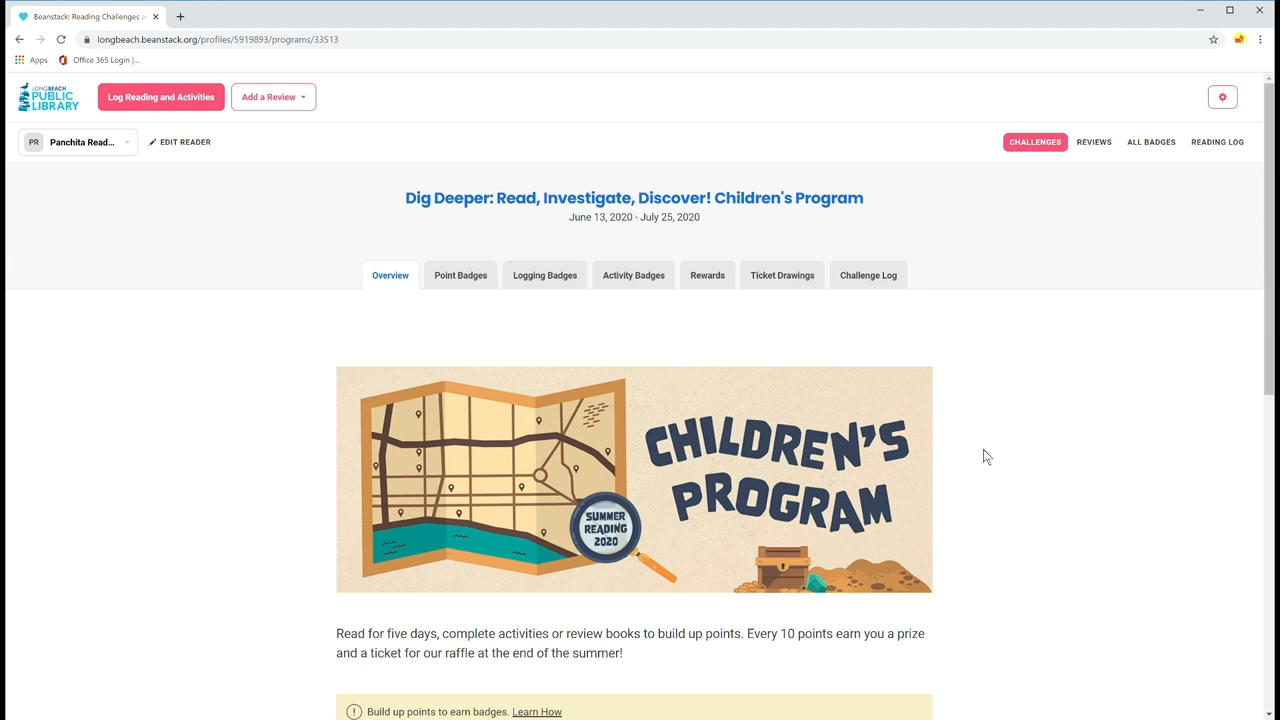 Beanstack: Reading Challenges a
longbeach.beanstack.org/profiles/5919893/programs/33513
Apps
Office 365 Login |...
LONGBEACH
PUBLIC
LIBRARY
Log Reading and Activities
Add a Review
PR
Panchita Read...
EDIT READER
CHALLENGES
REVIEWS
ALL BADGES
READING LOG
Dig Deeper: Read, Investigate, Discover! Children's Program
June 13, 2020 - July 25, 2020
Overview
Point Badges
Logging Badges
Activity Badges
Rewards
Ticket Drawings
Challenge Log
SUMMER
READING
2020
CHILDREN'S
PROGRAM
Read for five days, complete activities or review books to build up points. Every 10 points earn you a prize
and a ticket for our raffle at the end of the summer!
Build up points to earn badges. Learn How